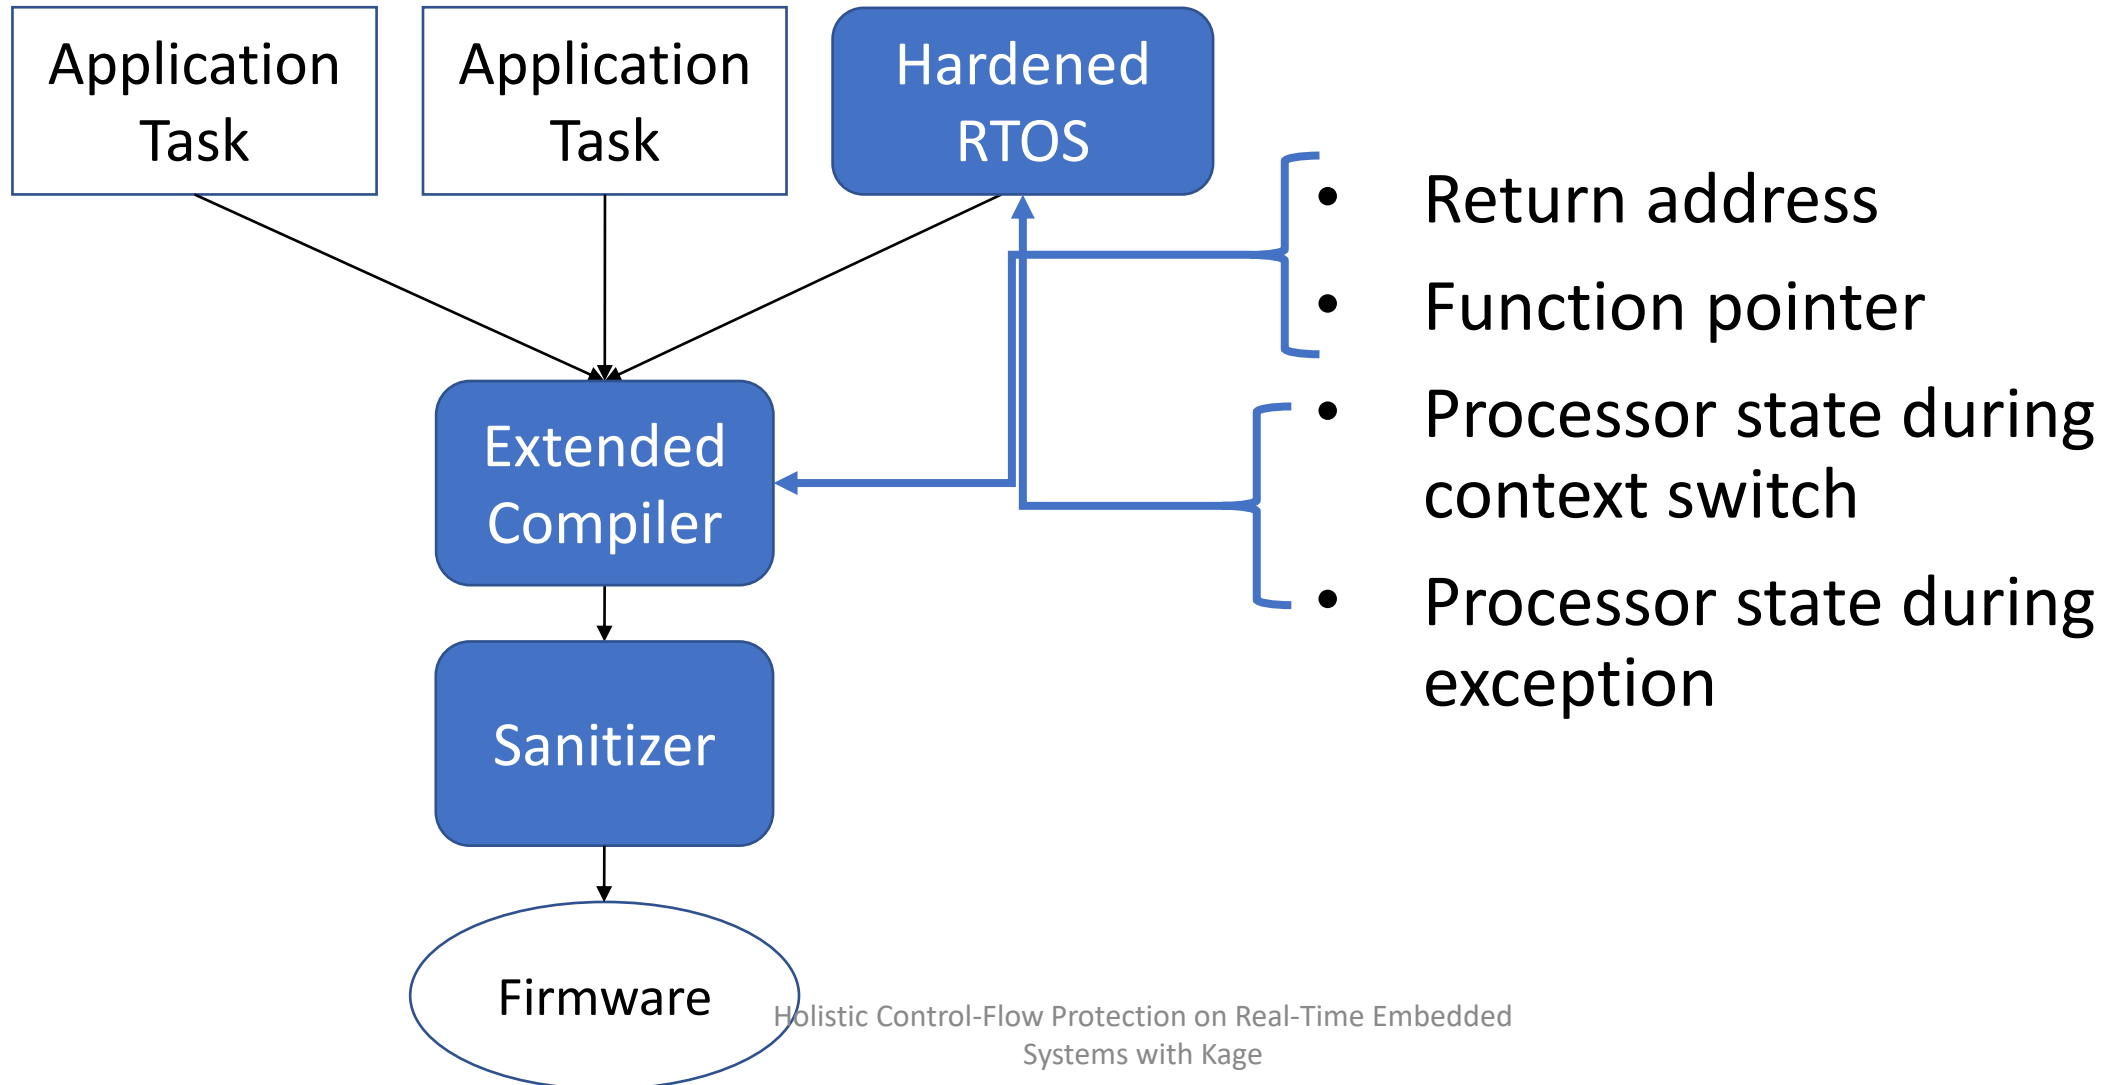 Application
Task
Application
Task
Hardened
RTOS
• Return address
• Function pointer
• Processor state during
context switch
• Processor state during
exception
Extended
Compiler
Sanitizer
Firmware
Holistic Control-Flow Protection on Real-Time Embedded
Systems with Kage